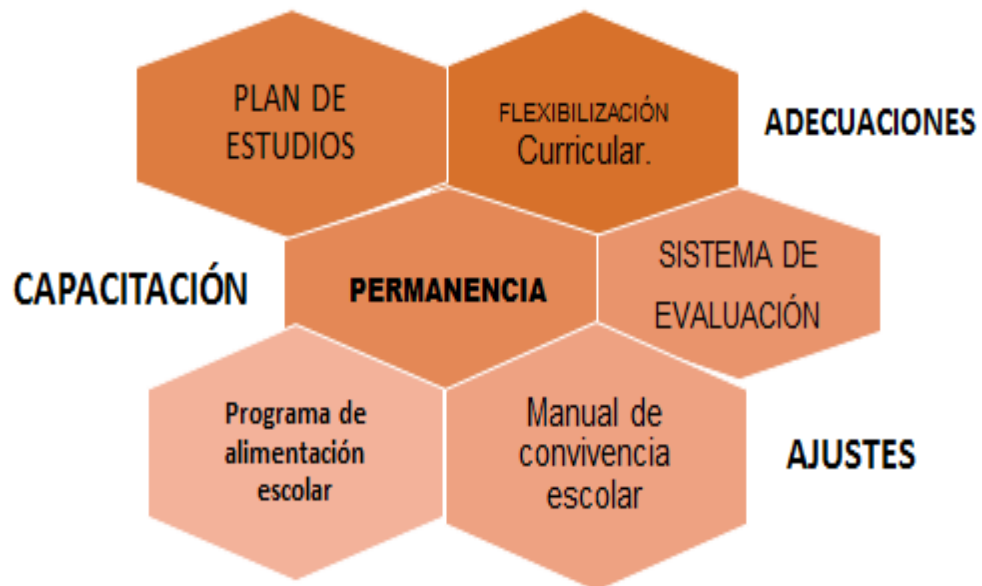 PLAN DE
ESTUDIOS
FLEXIBILIZACIÓN
Curricular.
ADECUACIONES
CAPACITACIÓN
PERMANENCIA
SISTEMA DE
EVALUACIÓN
Programa de
alimentación
escolar
Manual de
convivencia
escolar
AJUSTES